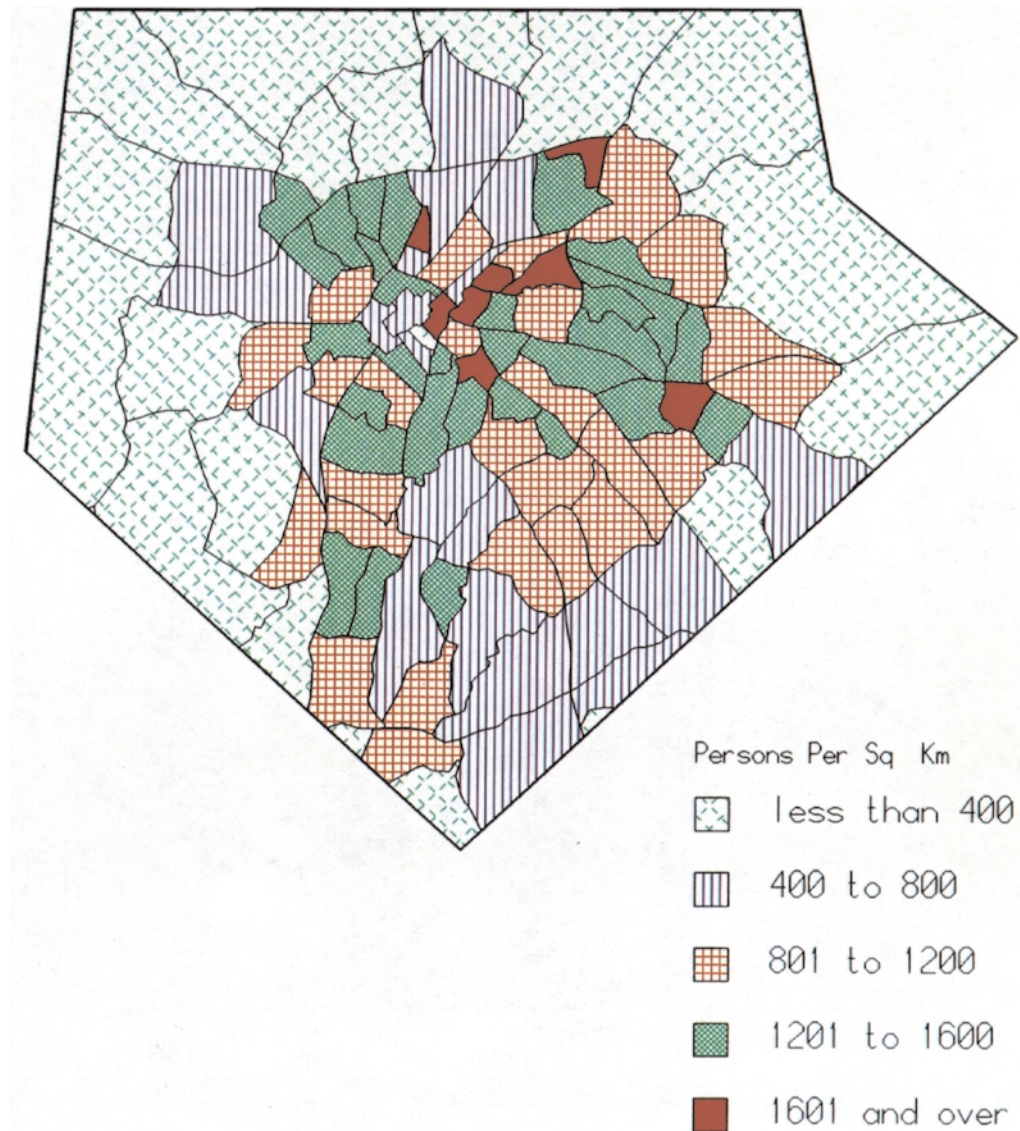 Persons Per Sq Km
less than 400
400 to 800
801 to 1200
1201 to 1600
1601 and over